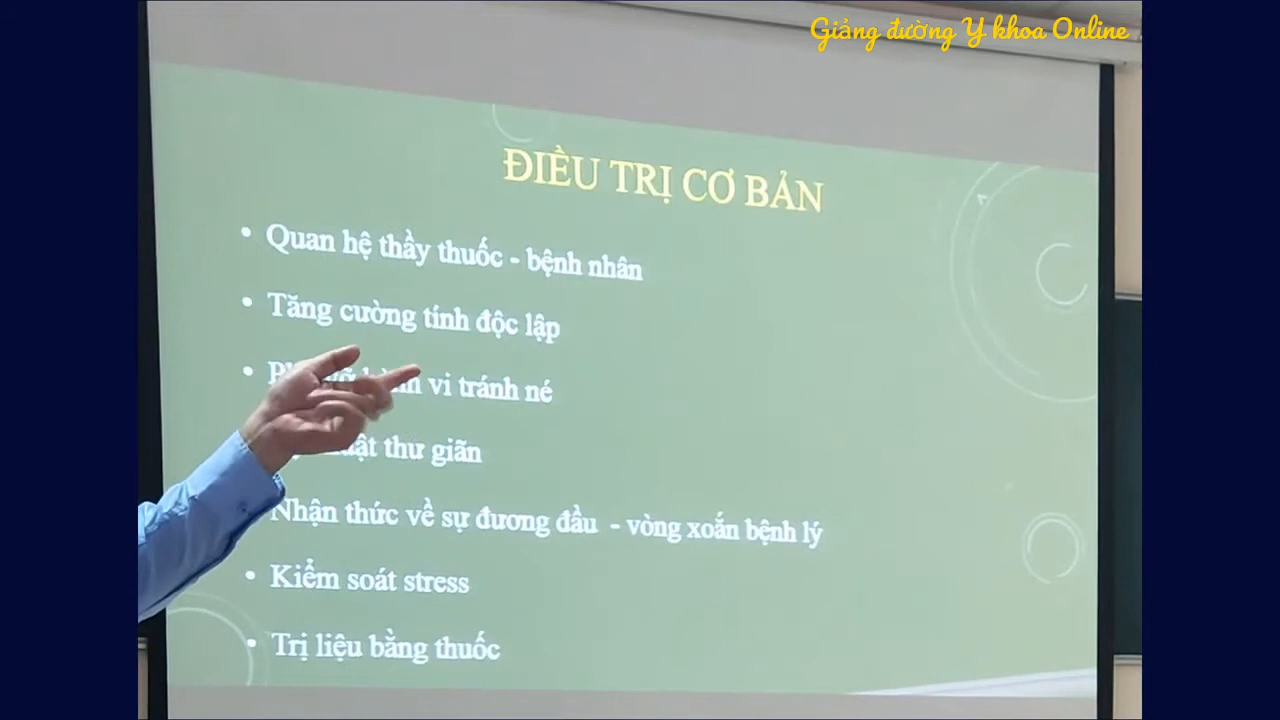 Giảng đường Y khoa Online
ĐIỀU TRỊ CƠ BẢN
• Quan hệ thầy thuốc - bệnh nhân
• Tăng cường tính độc lập
• vi tránh né
thư giãn
Nhận thức về sự đương đầu - vòng xoắn bệnh lý
• Kiểm soát stress
• Trị liệu bằng thuốc